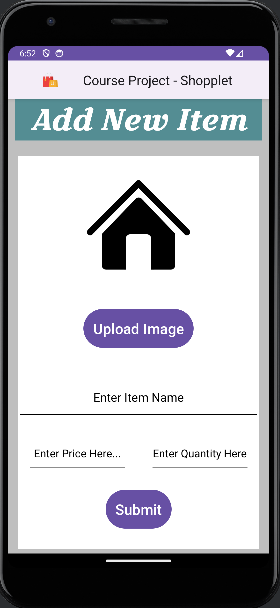 6:52
Course Project - Shopplet
Add New Item
Upload Image
Enter Item Name
Enter Price Here... Enter Quantity Here
Submit